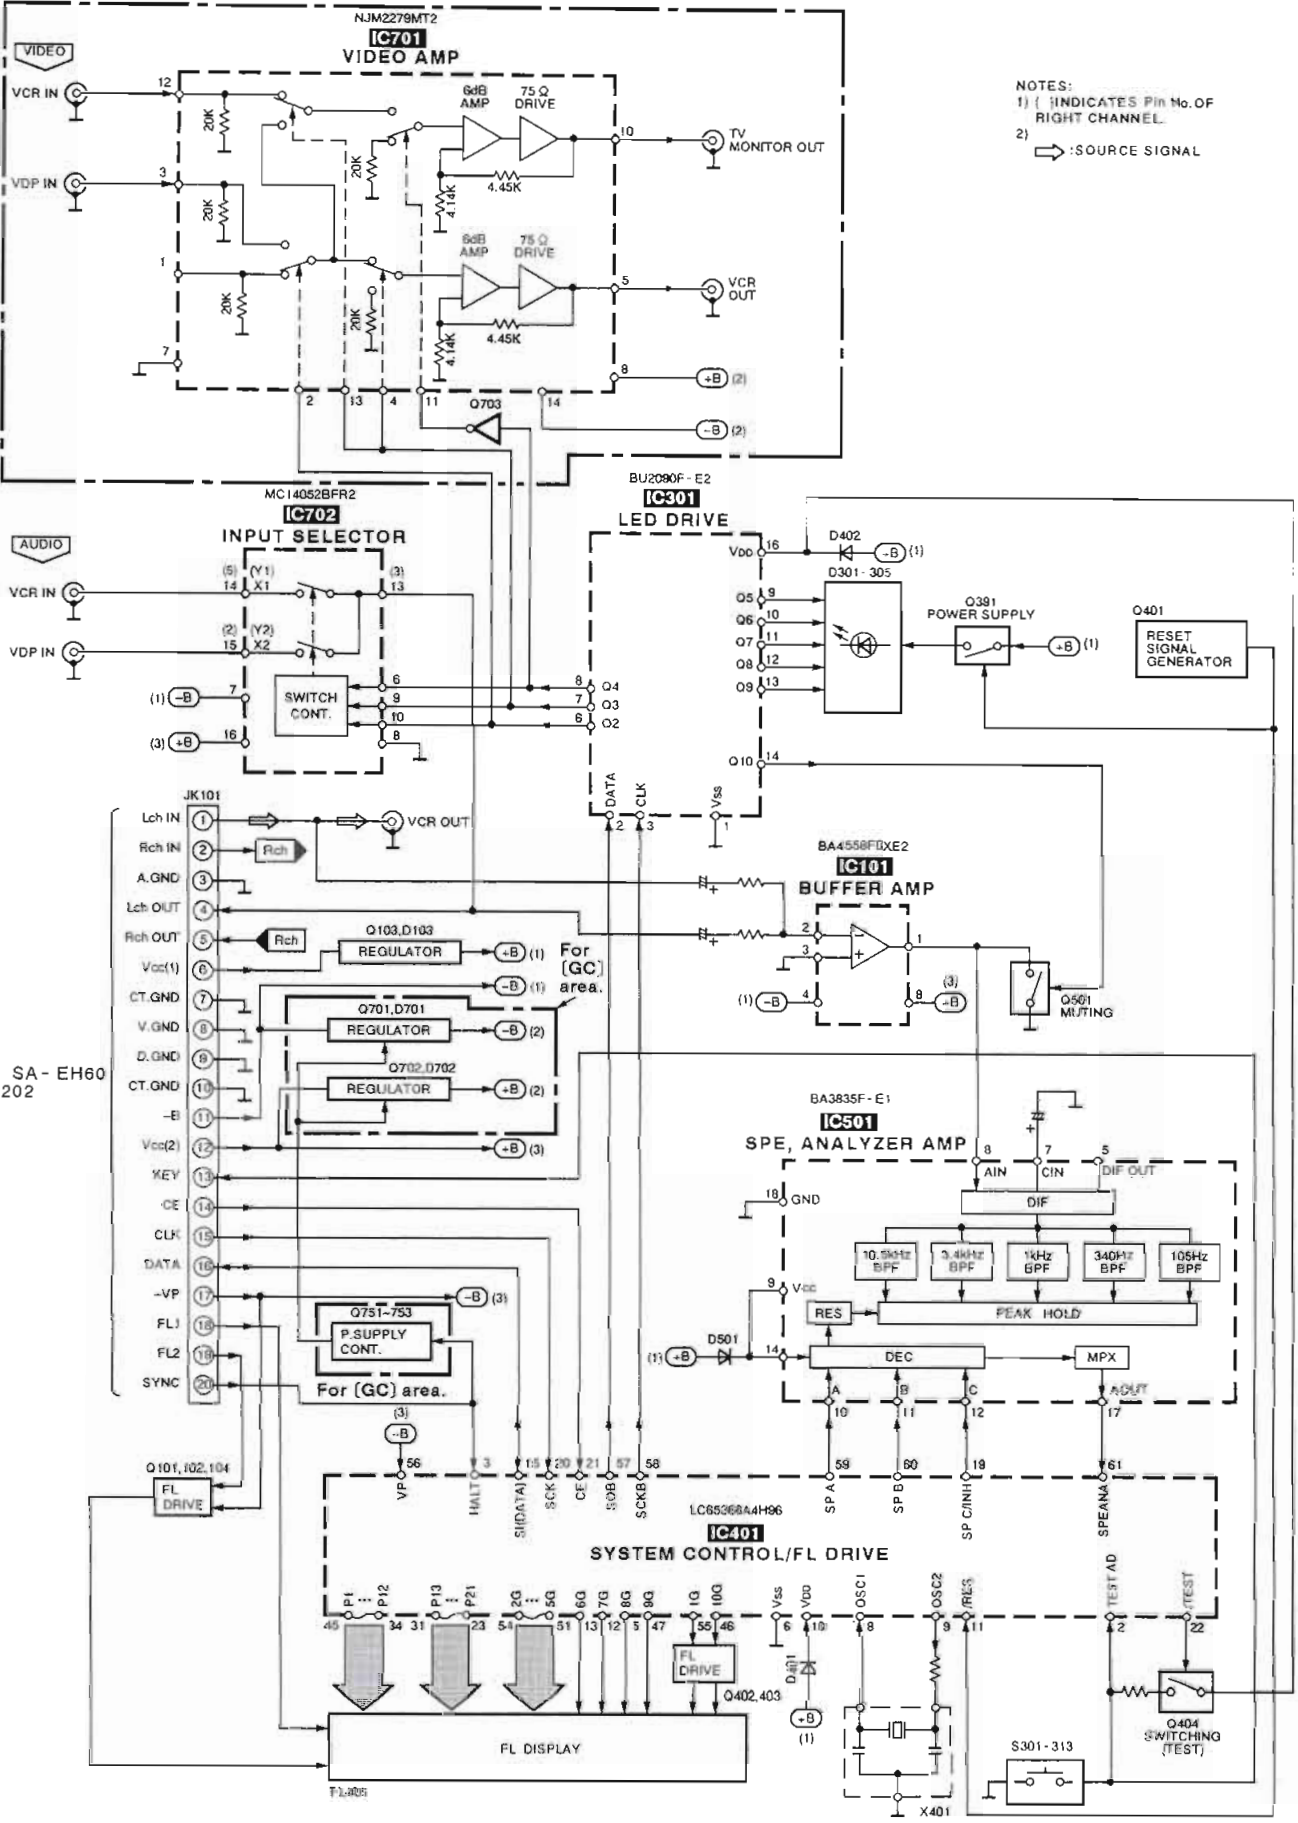 NJM2279MT2
IC701
VIDEO AMP
VIDEO
VCR IN
12
20K
6dB
AMP
75 Ω
DRIVE
10
TV
MONITOR OUT
20K
4.45K
4.14K
VDP IN
3
20K
1
20K
20K
6dB
AMP
75 Ω
DRIVE
5
VCR
OUT
4.45K
4.14K
7
8
+B (2)
2
13
4
11
Q703
14
−B (2)
NOTES:
1) ( )INDICATES Pin No. OF
RIGHT CHANNEL.
2)
:SOURCE SIGNAL
MC14052BFR2
IC702
INPUT SELECTOR
AUDIO
VCR IN
(5) (Y1)
14 X1
(3)
13
VDP IN
(2) (Y2)
15 X2
(1) −B 7
(3) +B 16
SWITCH
CONT.
6
9
10
8
BU2090F-E2
IC301
LED DRIVE
VDD 16
D402
+B (1)
D301-305
Q5 9
Q6 10
Q7 11
Q8 12
Q9 13
8 Q4
7 Q3
6 Q2
Q10 14
DATA
CLK
VSS
2
3
1
Q391
POWER SUPPLY
+B (1)
Q401
RESET
SIGNAL
GENERATOR
JK101
Lch IN 1
VCR OUT
Rch IN 2
Rch
A.GND 3
Lch OUT 4
Rch OUT 5
Rch
Vcc(1) 6
CT.GND 7
V.GND 8
D.GND 9
CT.GND 10
−B 11
Vcc(2) 12
KEY 13
CE 14
CLK 15
DATA 16
−VP 17
FL1 18
FL2 19
SYNC 20
SA-EH60
202
Q103,D103
REGULATOR
+B (1)
−B (1)
For
[GC]
area.
Q701,D701
REGULATOR
−B (2)
Q702,D702
REGULATOR
+B (2)
+B (3)
−B (3)
Q751~753
P.SUPPLY
CONT.
For [GC] area.
BA4558FDXE2
IC101
BUFFER AMP
2
3
1
(1) −B 4
8 +B
(3)
Q501
MUTING
BA3835F-E1
IC501
SPE, ANALYZER AMP
8
7
5
AIN
CIN
DIF OUT
18 GND
DIF
10.5kHz
BPF
3.4kHz
BPF
1kHz
BPF
340Hz
BPF
105Hz
BPF
9 Vcc
RES
PEAK HOLD
(1) +B
D501
14
DEC
MPX
A
B
C
AOUT
10
11
12
17
Q101,102,104
FL
DRIVE
(3)
−B
56
3
15
20
21
57
58
59
60
19
61
VP
HALT
SI(DATA)
SCK
CE
SOB
SCKB
SP A
SP B
SP C/INH
SPEANA
LC65366A4H96
IC401
SYSTEM CONTROL/FL DRIVE
P1
...
P12
P13
...
P21
2G
...
5G
6G
7G
8G
9G
1G
10G
VSS
VDD
OSC1
OSC2
/RES
TEST AD
/TEST
45
34
31
23
54
51
13
12
5
47
55
46
6
10
8
9
11
2
22
FL
DRIVE
Q402,403
D401
+B
(1)
Q404
SWITCHING
(TEST)
S301-313
X401
FL DISPLAY